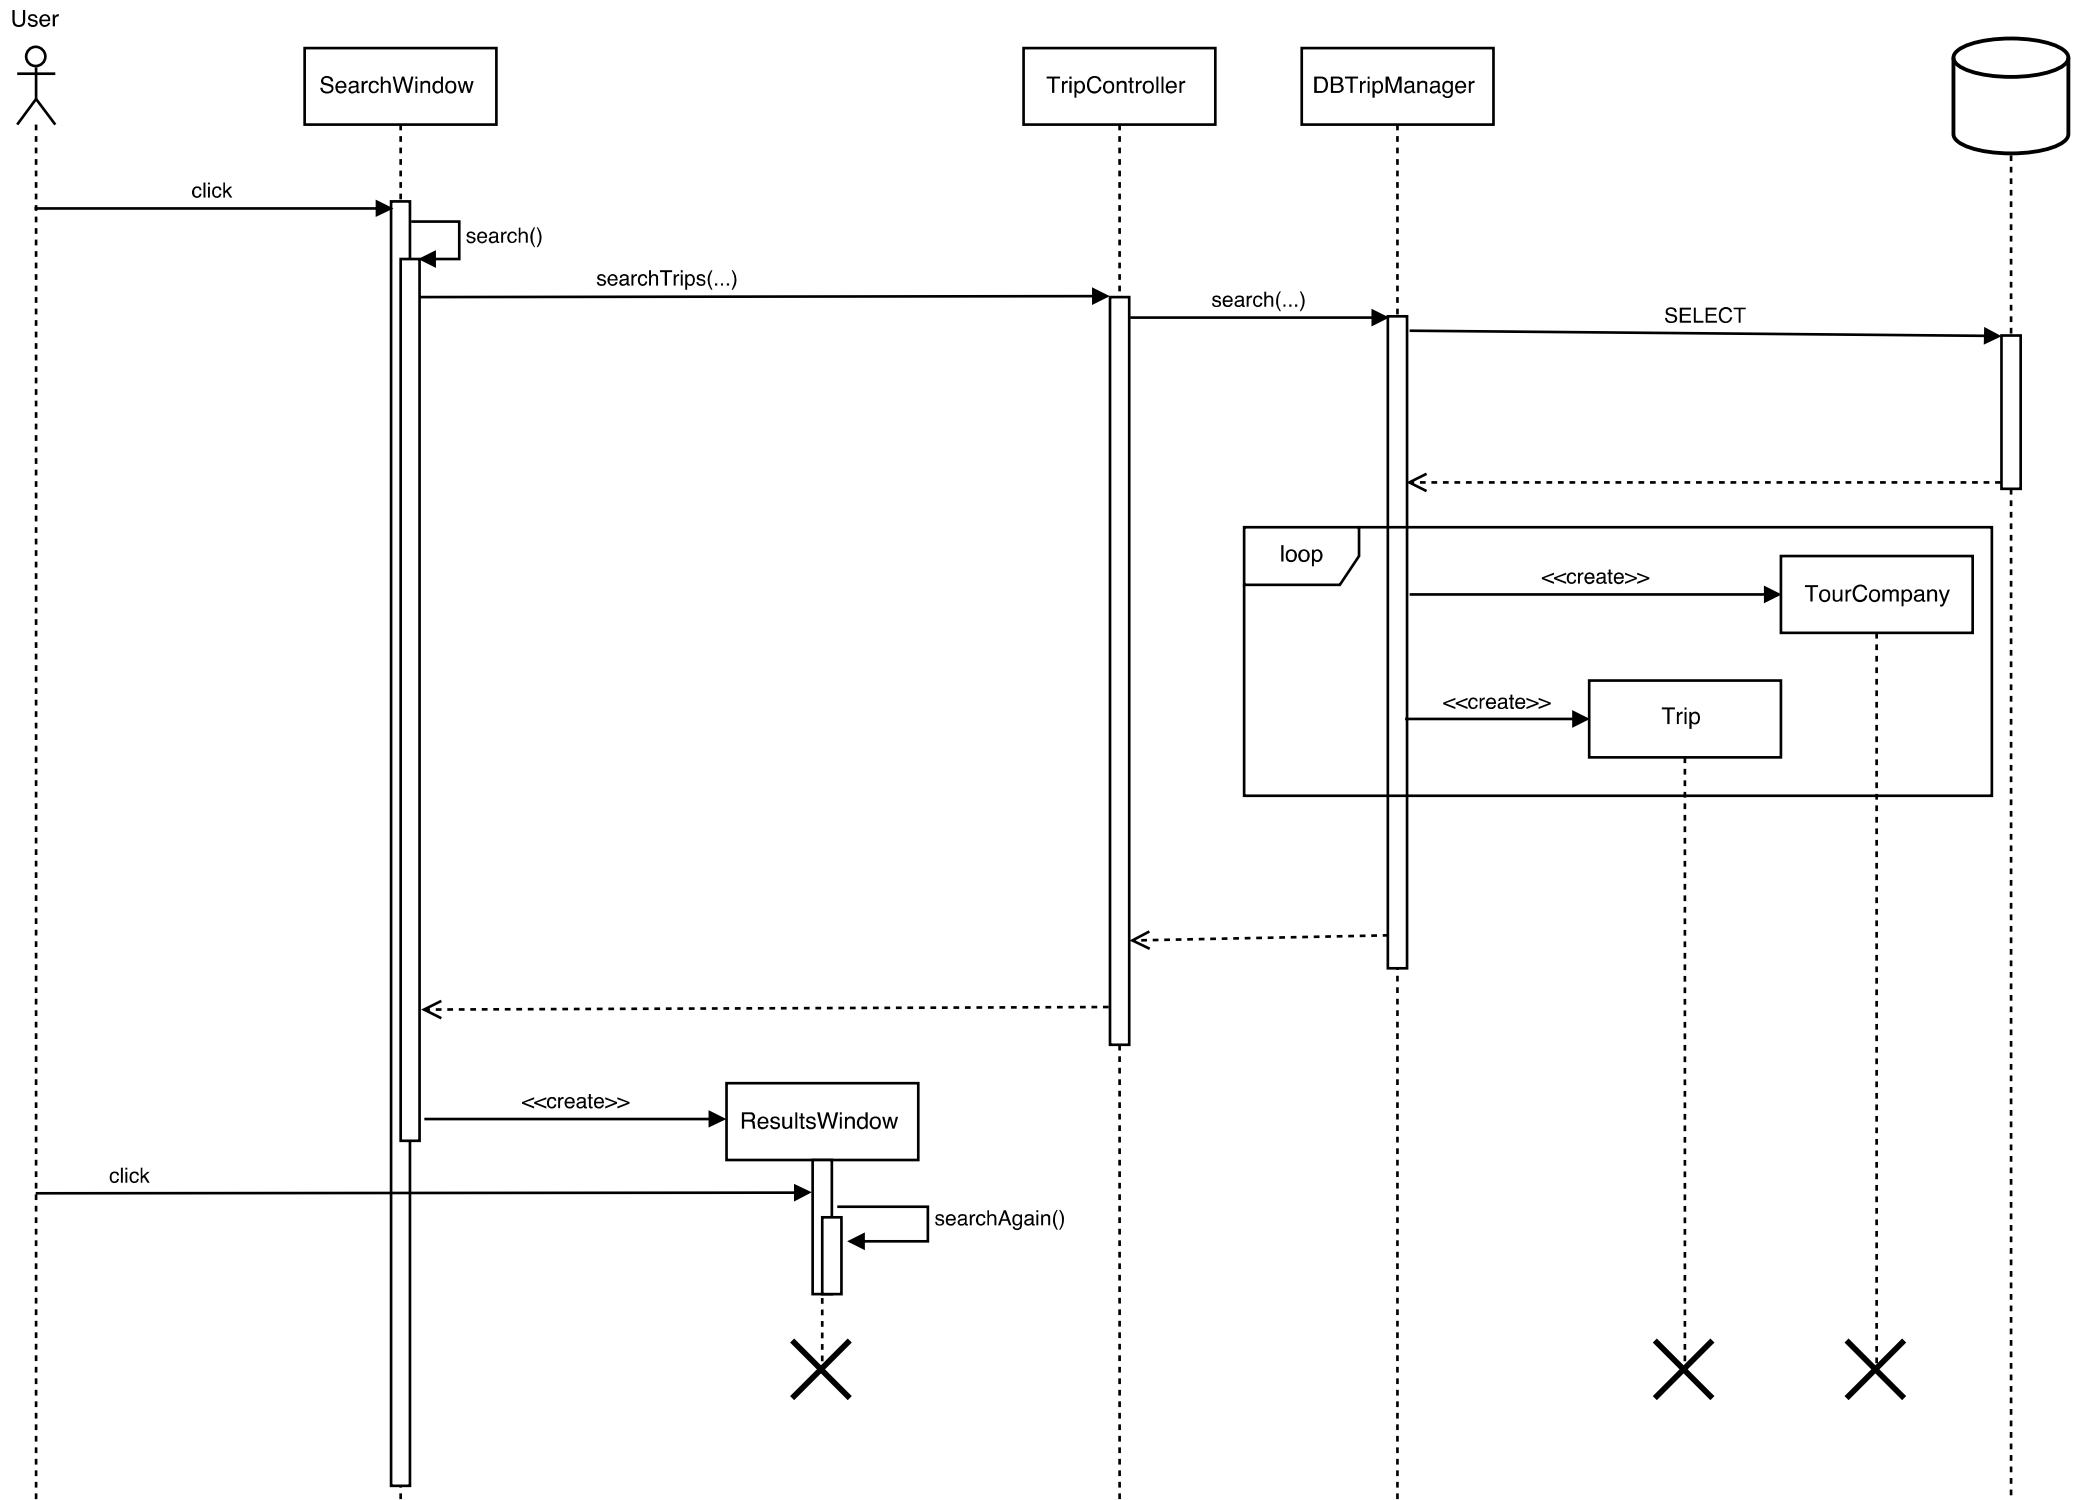 User
SearchWindow
TripController
DBTripManager
click
search()
searchTrips(...)
search(...)
SELECT
loop
<<create>>
TourCompany
<<create>>
Trip
<<create>>
ResultsWindow
click
searchAgain()